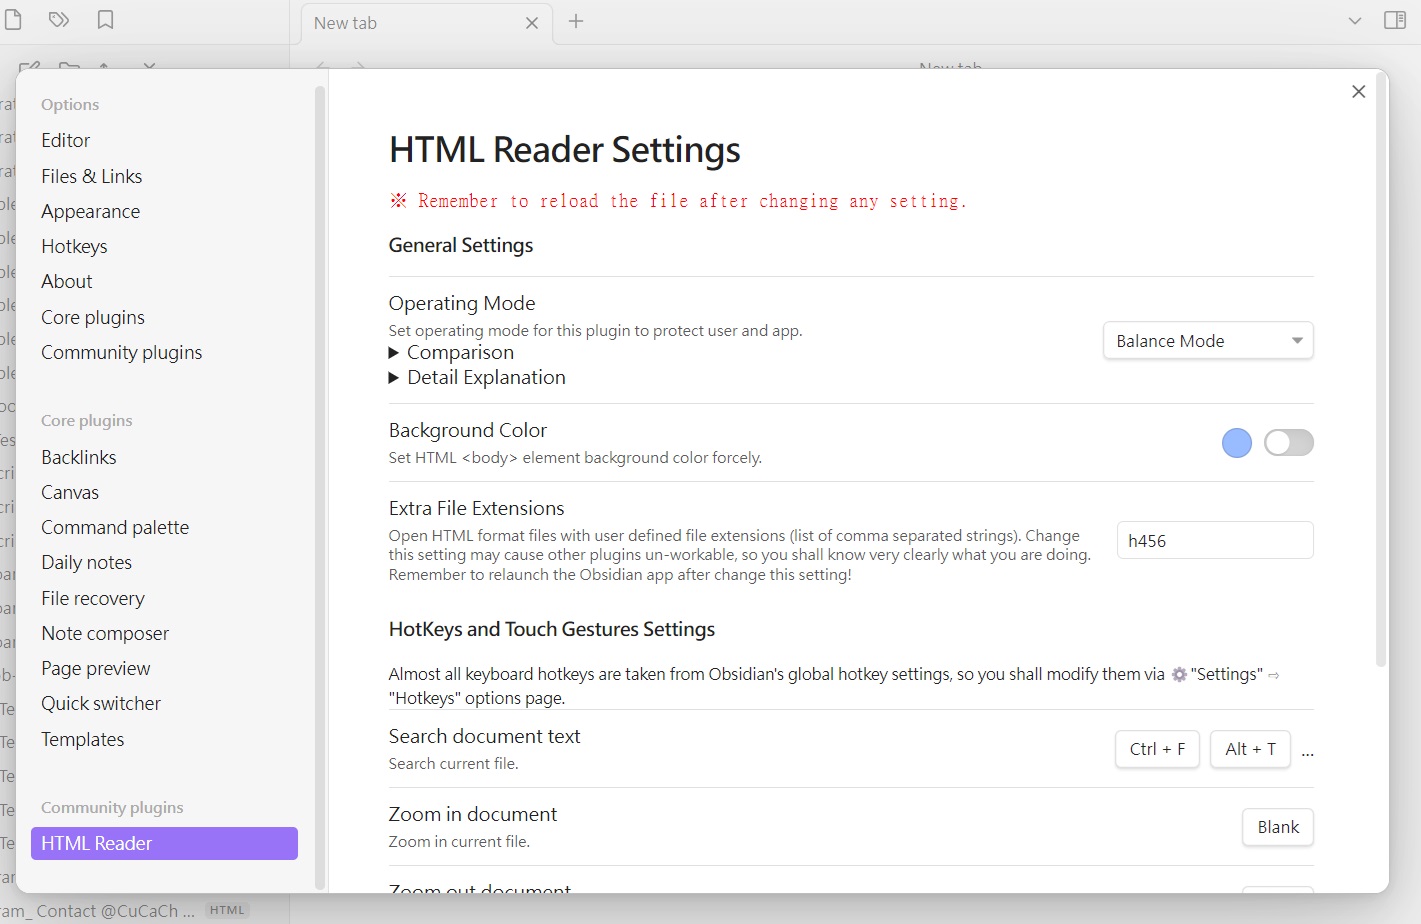 New tab
New tab
Options
Editor
Files & Links
Appearance
Hotkeys
About
Core plugins
Community plugins
Core plugins
Backlinks
Canvas
Command palette
Daily notes
File recovery
Note composer
Page preview
Quick switcher
Templates
Community plugins
HTML Reader
HTML Reader Settings
※ Remember to reload the file after changing any setting.
General Settings
Operating Mode
Set operating mode for this plugin to protect user and app.
▶ Comparison
▶ Detail Explanation
Balance Mode
Background Color
Set HTML <body> element background color forcely.
Extra File Extensions
Open HTML format files with user defined file extensions (list of comma separated strings). Change
this setting may cause other plugins un-workable, so you shall know very clearly what you are doing.
Remember to relaunch the Obsidian app after change this setting!
h456
HotKeys and Touch Gestures Settings
Almost all keyboard hotkeys are taken from Obsidian's global hotkey settings, so you shall modify them via ⚙ "Settings" ⇨
"Hotkeys" options page.
Search document text
Search current file.
Ctrl + F
Alt + T
...
Zoom in document
Zoom in current file.
Blank
Zoom out document
ram_ Contact @CuCaCh ...
HTML